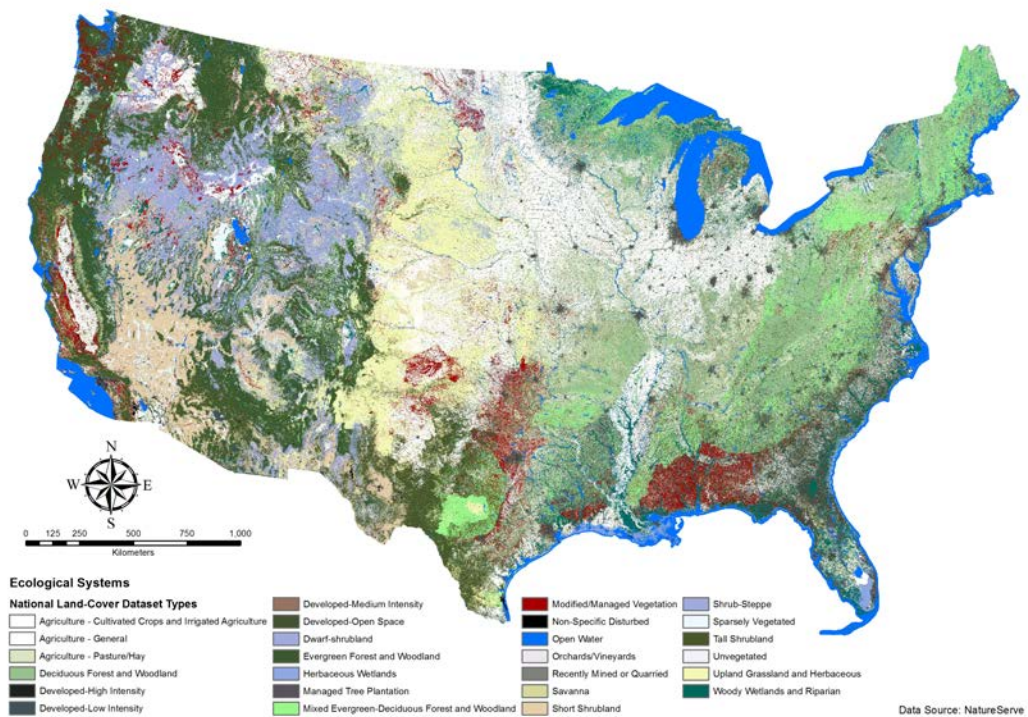 N
W E
S
0 250 500 750 1,000
Kilometers
Ecological Systems
National Land-Cover Dataset Types
Agriculture - Cultivated Crops and Irrigated Agriculture
Agriculture - General
Agriculture - Pasture/Hay
Deciduous Forest and Woodland
Developed-High Intensity
Developed-Low Intensity
Developed-Medium Intensity
Developed-Open Space
Dwarf-shrubland
Evergreen Forest and Woodland
Herbaceous Wetlands
Managed Tree Plantation
Mixed Evergreen-Deciduous Forest and Woodland
Modified/Managed Vegetation
Non-Specific Disturbed
Open Water
Orchards/Vineyards
Recently Mined or Quarried
Savanna
Short Shrubland
Shrub-Steppe
Sparsely Vegetated
Tall Shrubland
Unvegetated
Upland Grassland and Herbaceous
Woody Wetlands and Riparian
Data Source: NatureServe